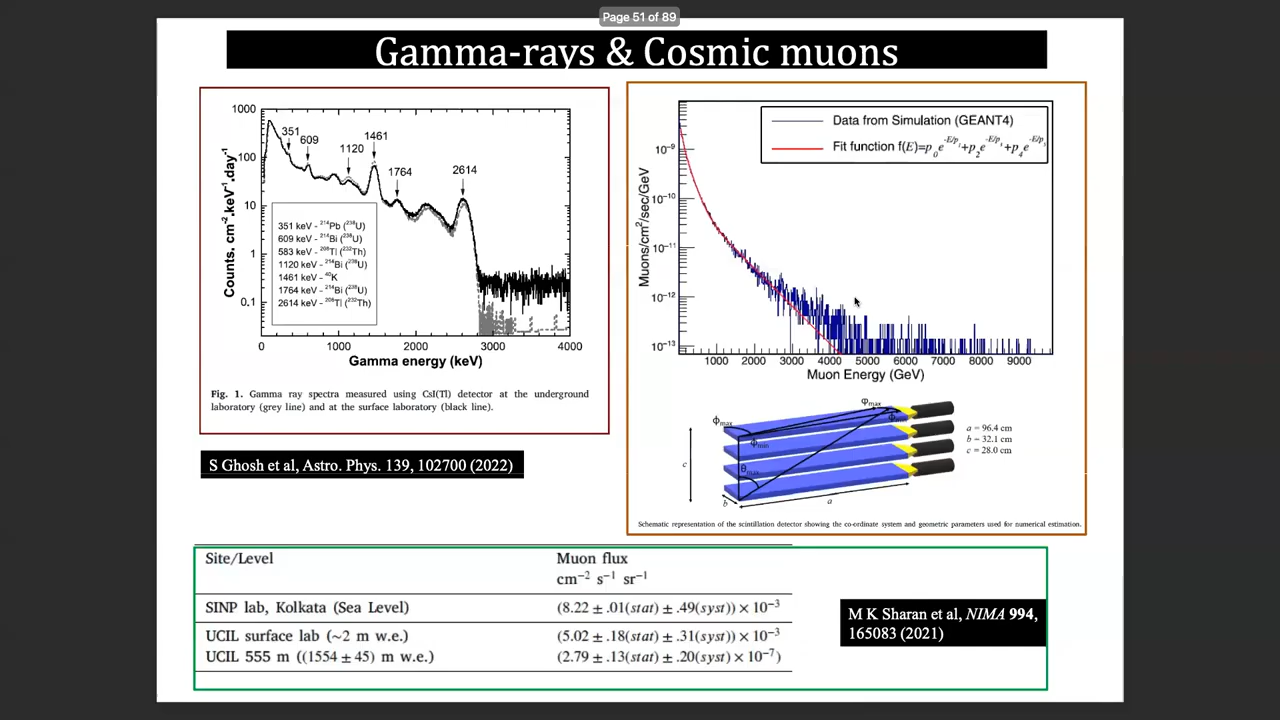 Page 51 of 89
Gamma-rays & Cosmic muons
1000
100
10
1
0.1
Counts. cm⁻².keV⁻¹.day⁻¹
351
609
1120
1461
1764
2614
351 keV - ²¹⁴Pb (²³⁸U)
609 keV - ²¹⁴Bi (²³⁸U)
583 keV - ²⁰⁸Tl (²³²Th)
1120 keV - ²¹⁴Bi (²³⁸U)
1461 keV - ⁴⁰K
1764 keV - ²¹⁴Bi (²³⁸U)
2614 keV - ²⁰⁸Tl (²³²Th)
0 1000 2000 3000 4000
Gamma energy (keV)
Fig. 1. Gamma ray spectra measured using CsI(Tl) detector at the underground
laboratory (grey line) and at the surface laboratory (black line).
S Ghosh et al, Astro. Phys. 139, 102700 (2022)
Data from Simulation (GEANT4)
Fit function f(E)=p₀e^-E/p +p₂e^-E/p +p₄e^-E/p
Muons/cm²/sec/GeV
10⁻⁹
10⁻¹⁰
10⁻¹¹
10⁻¹²
10⁻¹³
1000 2000 3000 4000 5000 6000 7000 8000 9000
Muon Energy (GeV)
φmax
ϕmax
ϕmin
θmax
c
b
a
a = 96.4 cm
b = 32.1 cm
c = 28.0 cm
Schematic representation of the scintillation detector showing the co-ordinate system and geometric parameters used for numerical estimation.
Site/Level Muon flux
cm⁻² s⁻¹ sr⁻¹
SINP lab, Kolkata (Sea Level) (8.22 ± .01(stat) ± .49(syst)) × 10⁻³
UCIL surface lab (~2 m w.e.) (5.02 ± .18(stat) ± .31(syst)) × 10⁻³
UCIL 555 m ((1554 ± 45) m w.e.) (2.79 ± .13(stat) ± .20(syst) × 10⁻⁷)
M K Sharan et al, NIMA 994,
165083 (2021)